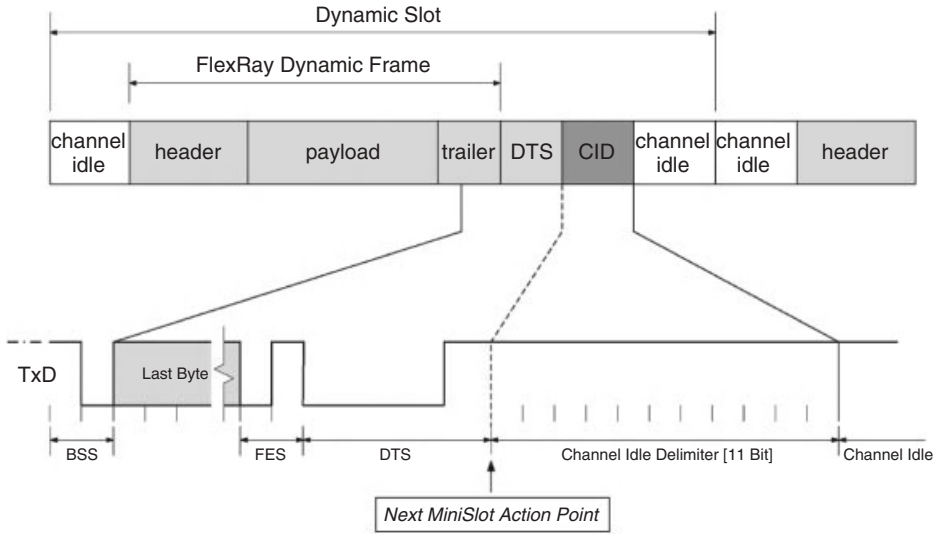 Dynamic Slot
FlexRay Dynamic Frame
channel idle
header
payload
trailer
DTS
CID
channel idle
channel idle
header
TxD
Last Byte
BSS
FES
DTS
Channel Idle Delimiter [11 Bit]
Channel Idle
Next MiniSlot Action Point